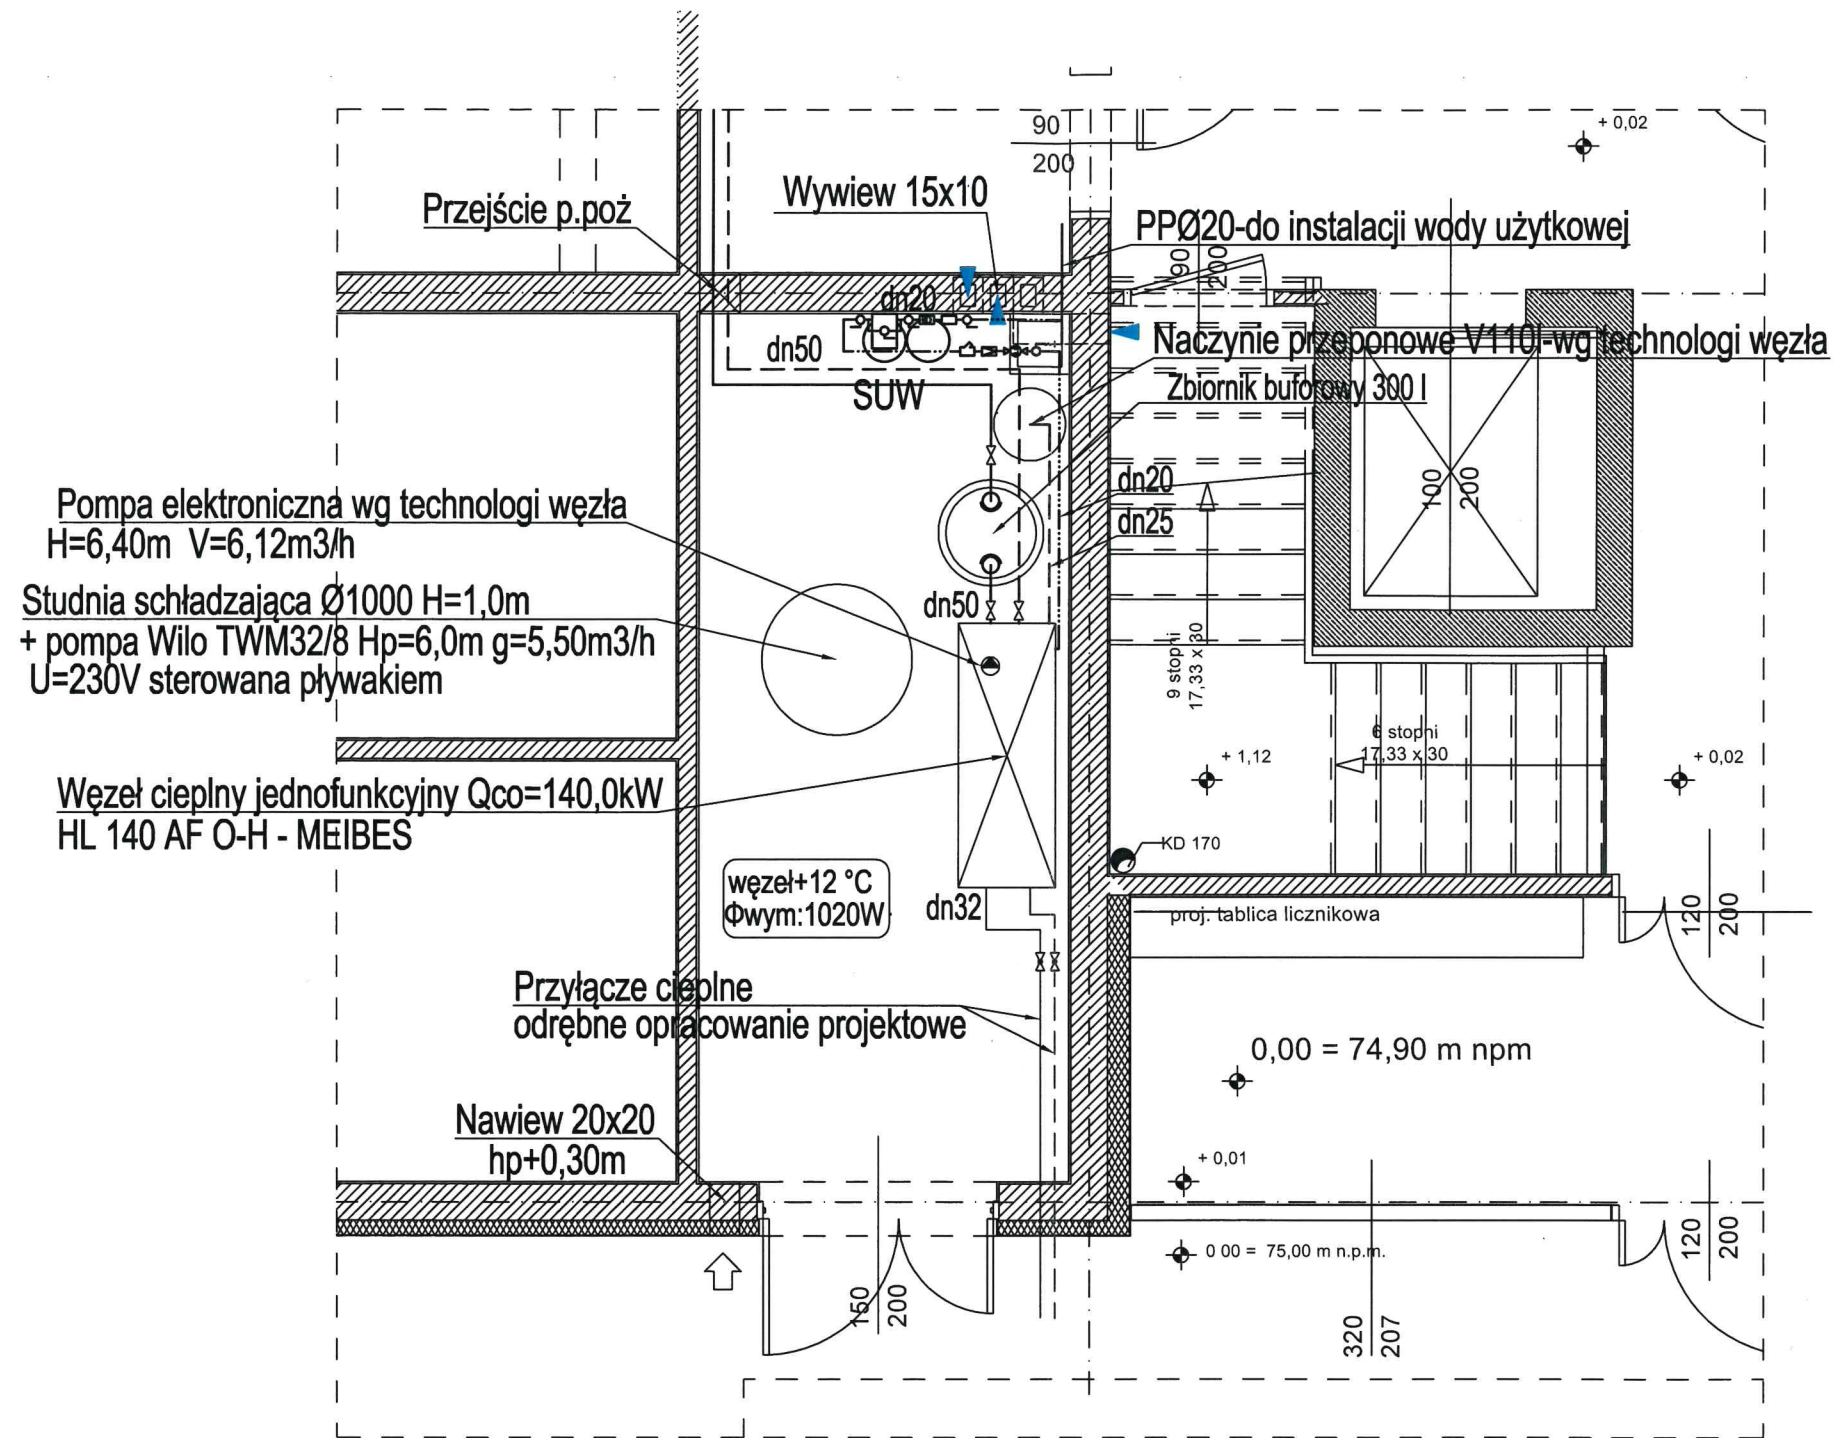 90
200
+ 0,02
Przejście p.poż
Wywiew 15x10
PPØ20-do instalacji wody użytkowej
90
200
dn20
dn50
SUW
Naczynie przeponowe V110l-wg technologi węzła
Zbiornik buforowy 300 l
100
200
dn20
dn25
Pompa elektroniczna wg technologi węzła
H=6,40m V=6,12m3/h
Studnia schładzająca Ø1000 H=1,0m
+ pompa Wilo TWM32/8 Hp=6,0m g=5,50m3/h
U=230V sterowana pływakiem
dn50
9 stopni
17,33 x 30
6 stopni
17,33 x 30
+ 1,12
+ 0,02
Węzeł cieplny jednofunkcyjny Qco=140,0kW
HL 140 AF O-H - MEIBES
KD 170
węzeł+12 °C
Φwym:1020W
dn32
proj. tablica licznikowa
120
200
Przyłącze cieplne
odrębne opracowanie projektowe
0,00 = 74,90 m npm
Nawiew 20x20
hp+0,30m
+ 0,01
0 00 = 75,00 m n.p.m.
120
200
150
200
320
207